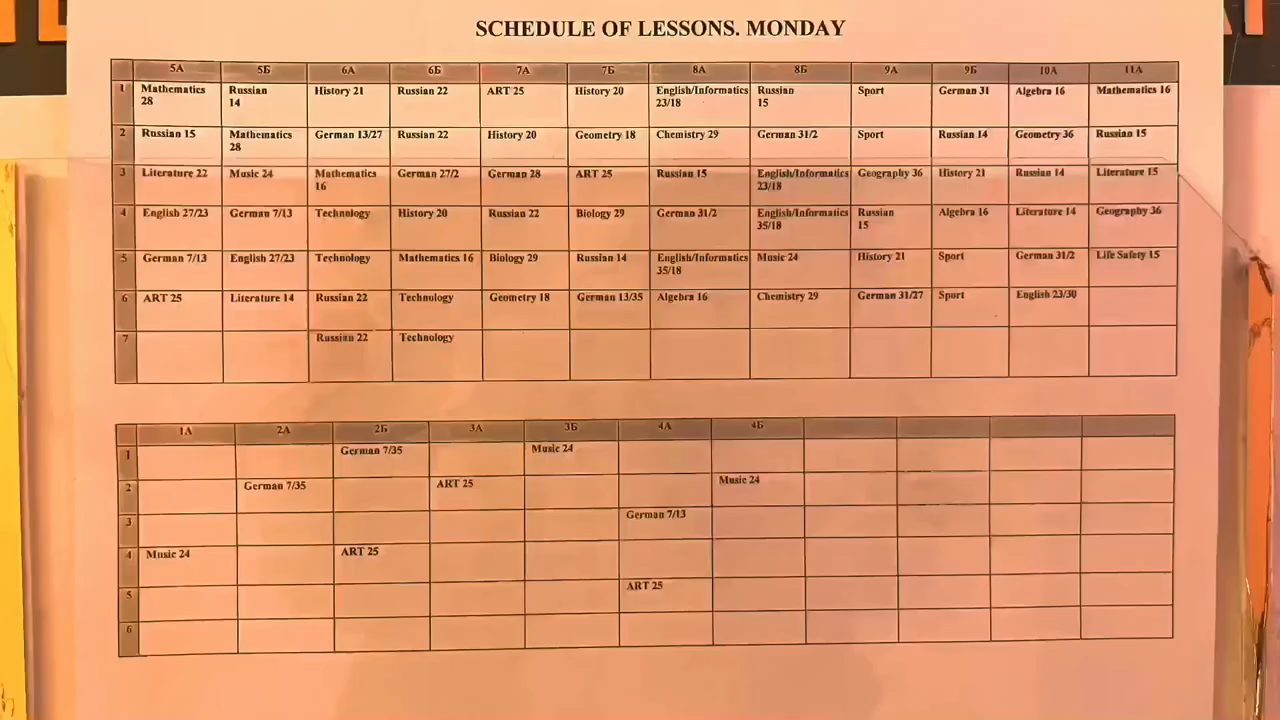 SCHEDULE OF LESSONS. MONDAY
5А 5Б 6А 6Б 7А 7Б 8А 8Б 9А 9Б 10А 11А
1 Mathematics 28 Russian 14 History 21 Russian 22 ART 25 History 20 English/Informatics 23/18 Russian 15 Sport German 31 Algebra 16 Mathematics 16
2 Russian 15 Mathematics 28 German 13/27 Russian 22 History 20 Geometry 18 Chemistry 29 German 31/2 Sport Russian 14 Geometry 36 Russian 15
3 Literature 22 Music 24 Mathematics 16 German 27/2 German 28 ART 25 Russian 15 English/Informatics 23/18 Geography 36 History 21 Russian 14 Literature 15
4 English 27/23 German 7/13 Technology History 20 Russian 22 Biology 29 German 31/2 English/Informatics 35/18 Russian 15 Algebra 16 Literature 14 Geography 36
5 German 7/13 English 27/23 Technology Mathematics 16 Biology 29 Russian 14 English/Informatics 35/18 Music 24 History 21 Sport German 31/2 Life Safety 15
6 ART 25 Literature 14 Russian 22 Technology Geometry 18 German 13/35 Algebra 16 Chemistry 29 German 31/27 Sport English 23/30
7 Russian 22 Technology
1А 2А 2Б 3А 3Б 4А 4Б
1 German 7/35 Music 24
2 German 7/35 ART 25 Music 24
3 German 7/13
4 Music 24 ART 25
5 ART 25
6